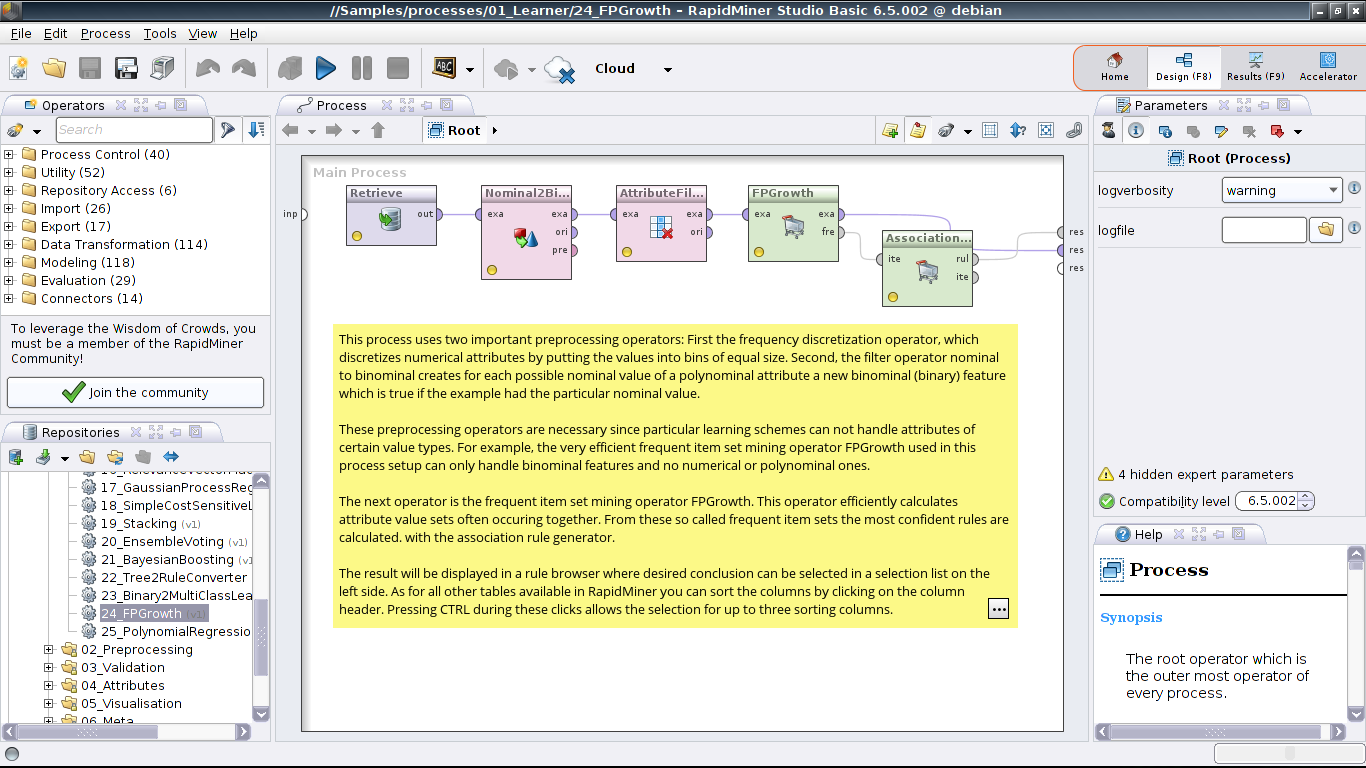 //Samples/processes/01_Learner/24_FPGrowth – RapidMiner Studio Basic 6.5.002 @ debian
File Edit Process Tools View Help
ABC
Cloud
Home
Design (F8)
Results (F9)
Accelerator
Operators
Search
Process Control (40)
Utility (52)
Repository Access (6)
Import (26)
Export (17)
Data Transformation (114)
Modeling (118)
Evaluation (29)
Connectors (14)
To leverage the Wisdom of Crowds, you
must be a member of the RapidMiner
Community!
Join the community
Repositories
17_GaussianProcessReg
18_SimpleCostSensitiveL
19_Stacking (v1)
20_EnsembleVoting (v1)
21_BayesianBoosting (v1
22_Tree2RuleConverter
23_Binary2MultiClassLea
24_FPGrowth (v1)
25_PolynomialRegressio
02_Preprocessing
03_Validation
04_Attributes
05_Visualisation
06_Meta
Process
Root
Main Process
inp
Retrieve
out
Nominal2Bi...
exa exa
ori
pre
AttributeFil...
exa exa
ori
FPGrowth
exa exa
fre
Association...
ite rul
ite
res
res
res
This process uses two important preprocessing operators: First the frequency discretization operator, which
discretizes numerical attributes by putting the values into bins of equal size. Second, the filter operator nominal
to binominal creates for each possible nominal value of a polynominal attribute a new binominal (binary) feature
which is true if the example had the particular nominal value.
These preprocessing operators are necessary since particular learning schemes can not handle attributes of
certain value types. For example, the very efficient frequent item set mining operator FPGrowth used in this
process setup can only handle binominal features and no numerical or polynominal ones.
The next operator is the frequent item set mining operator FPGrowth. This operator efficiently calculates
attribute value sets often occuring together. From these so called frequent item sets the most confident rules are
calculated. with the association rule generator.
The result will be displayed in a rule browser where desired conclusion can be selected in a selection list on the
left side. As for all other tables available in RapidMiner you can sort the columns by clicking on the column
header. Pressing CTRL during these clicks allows the selection for up to three sorting columns.
Parameters
Root (Process)
logverbosity
warning
logfile
4 hidden expert parameters
Compatibility level
6.5.002
Help
Process
Synopsis
The root operator which is
the outer most operator of
every process.